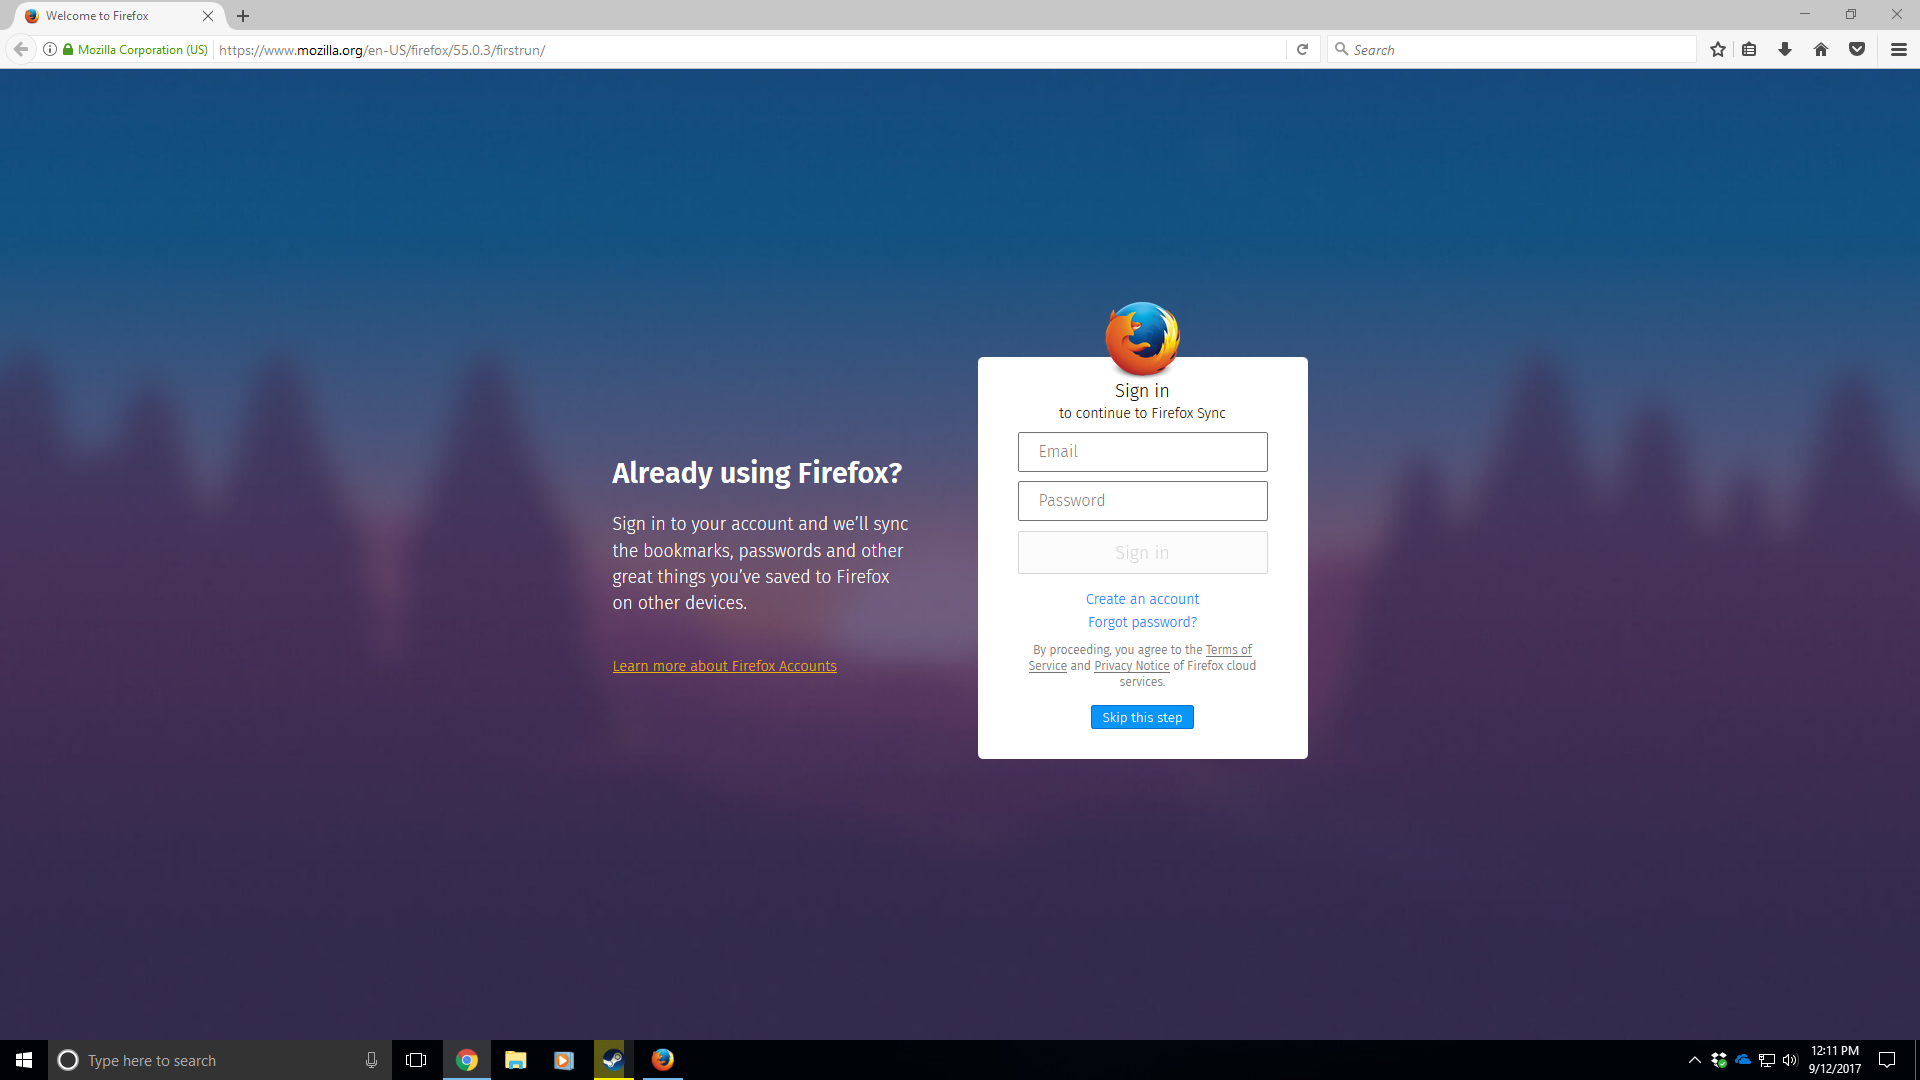 Welcome to Firefox
Mozilla Corporation (US)
https://www.mozilla.org/en-US/firefox/55.0.3/firstrun/
Search
Already using Firefox?
Sign in to your account and we’ll sync
the bookmarks, passwords and other
great things you’ve saved to Firefox
on other devices.
Learn more about Firefox Accounts
Sign in
to continue to Firefox Sync
Email
Password
Sign in
Create an account
Forgot password?
By proceeding, you agree to the Terms of
Service and Privacy Notice of Firefox cloud
services.
Skip this step
Type here to search
12:11 PM
9/12/2017